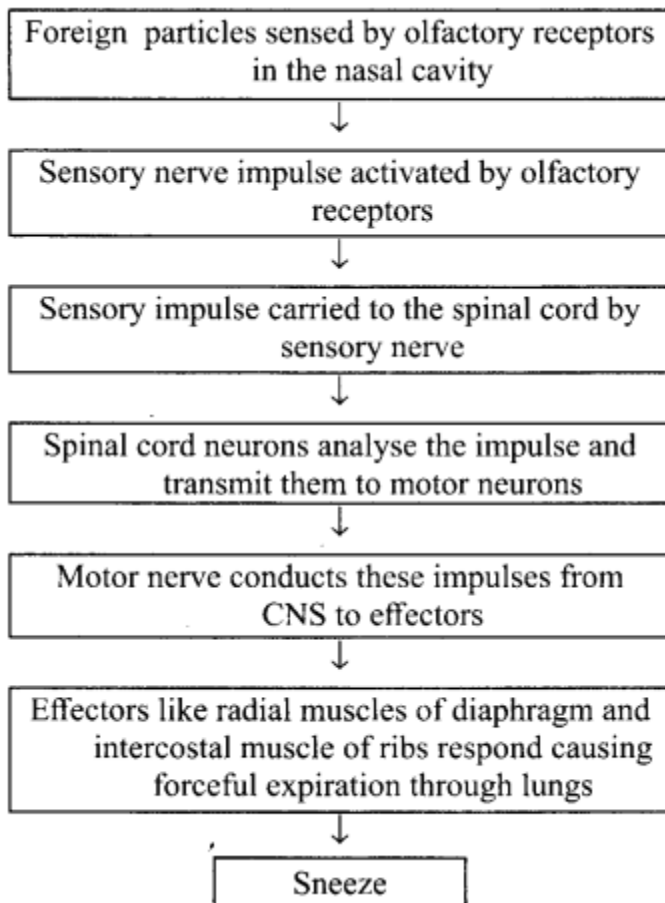 Foreign particles sensed by olfactory receptors
in the nasal cavity
↓
Sensory nerve impulse activated by olfactory
receptors
↓
Sensory impulse carried to the spinal cord by
sensory nerve
↓
Spinal cord neurons analyse the impulse and
transmit them to motor neurons
↓
Motor nerve conducts these impulses from
CNS to effectors
↓
Effectors like radial muscles of diaphragm and
intercostal muscle of ribs respond causing
forceful expiration through lungs
↓
Sneeze